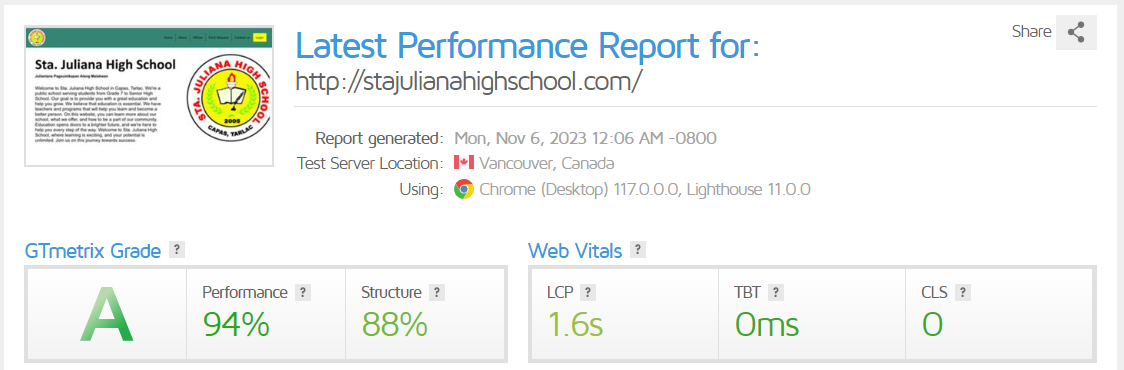 Latest Performance Report for:
http://stajulianahighschool.com/
Share
Sta. Juliana High School
Welcome to Sta. Juliana High School in Capas, Tarlac. We're a
public school serving students from Grade 7 to Senior High
School. Our goal is to provide you with a great education and
help you grow. We believe that education is essential. We have
teachers and programs that will help you learn and become a
better person. On this website, you can learn more about our
school, what we offer, and how to be a part of our community.
Education opens doors to a brighter future, and we're here to
help you every step of the way. Welcome to Sta. Juliana High
School, where learning is exciting, and your potential is
unlimited. Join us on this journey towards success.
STA. JULIANA HIGH SCHOOL
2005
CAPAS, TARLAC
Report generated: Mon, Nov 6, 2023 12:06 AM -0800
Test Server Location: Vancouver, Canada
Using: Chrome (Desktop) 117.0.0.0, Lighthouse 11.0.0
GTmetrix Grade ?
A
Performance ?
94%
Structure ?
88%
Web Vitals ?
LCP ?
1.6s
TBT ?
0ms
CLS ?
0